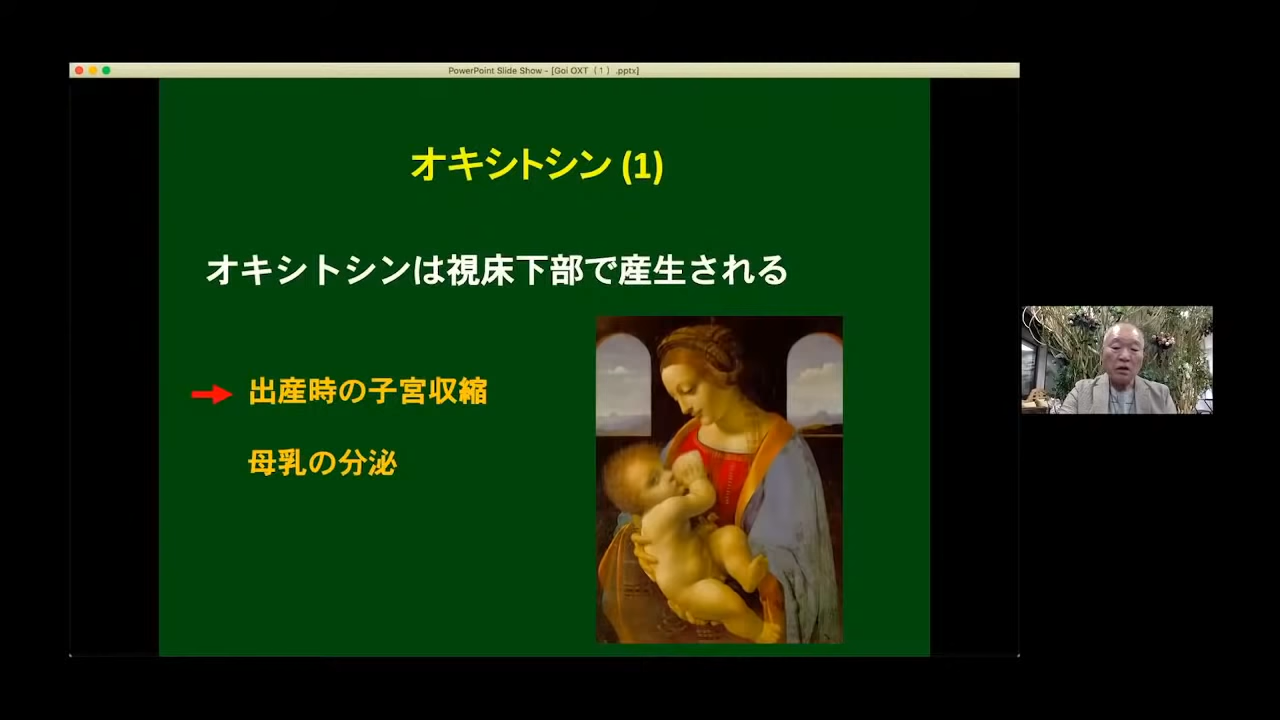 PowerPoint Slide Show - [Goi OXT（１）.pptx]
オキシトシン (1)
オキシトシンは視床下部で産生される
出産時の子宮収縮
母乳の分泌